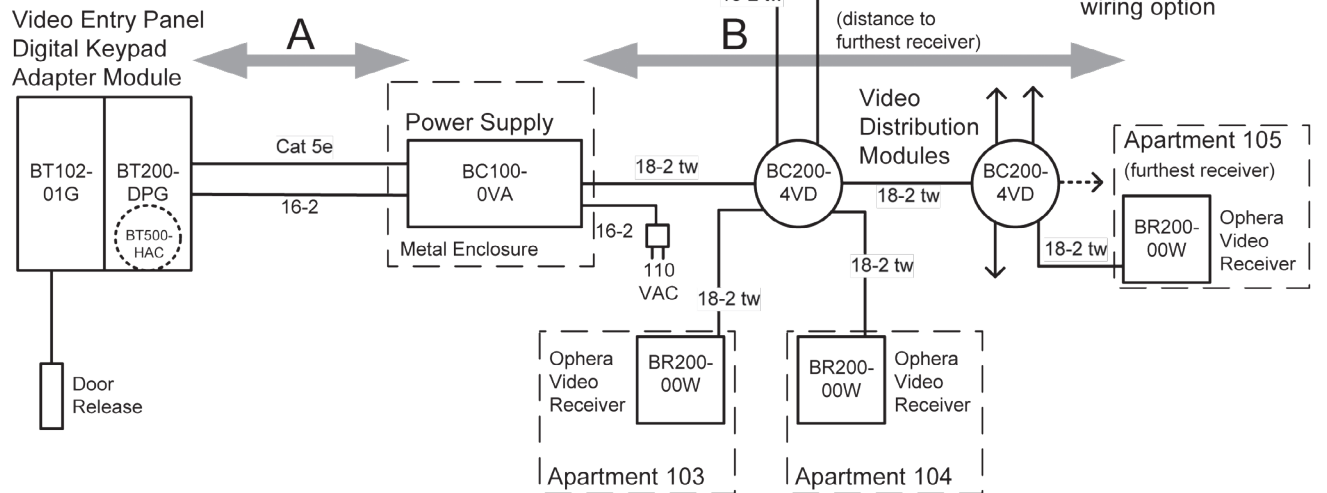 Video Entry Panel
Digital Keypad
Adapter Module
A
B
(distance to
furthest receiver)
wiring option
BT102-
01G
BT200-
DPG
BT500-
HAC
Cat 5e
16-2
Power Supply
BC100-
0VA
Metal Enclosure
18-2 tw
16-2
110
VAC
BC200-
4VD
Video
Distribution
Modules
18-2 tw
BC200-
4VD
Apartment 105
(furthest receiver)
BR200-
00W
Ophera
Video
Receiver
18-2 tw
18-2 tw
18-2 tw
Door
Release
Ophera
Video
Receiver
BR200-
00W
Apartment 103
BR200-
00W
Ophera
Video
Receiver
Apartment 104